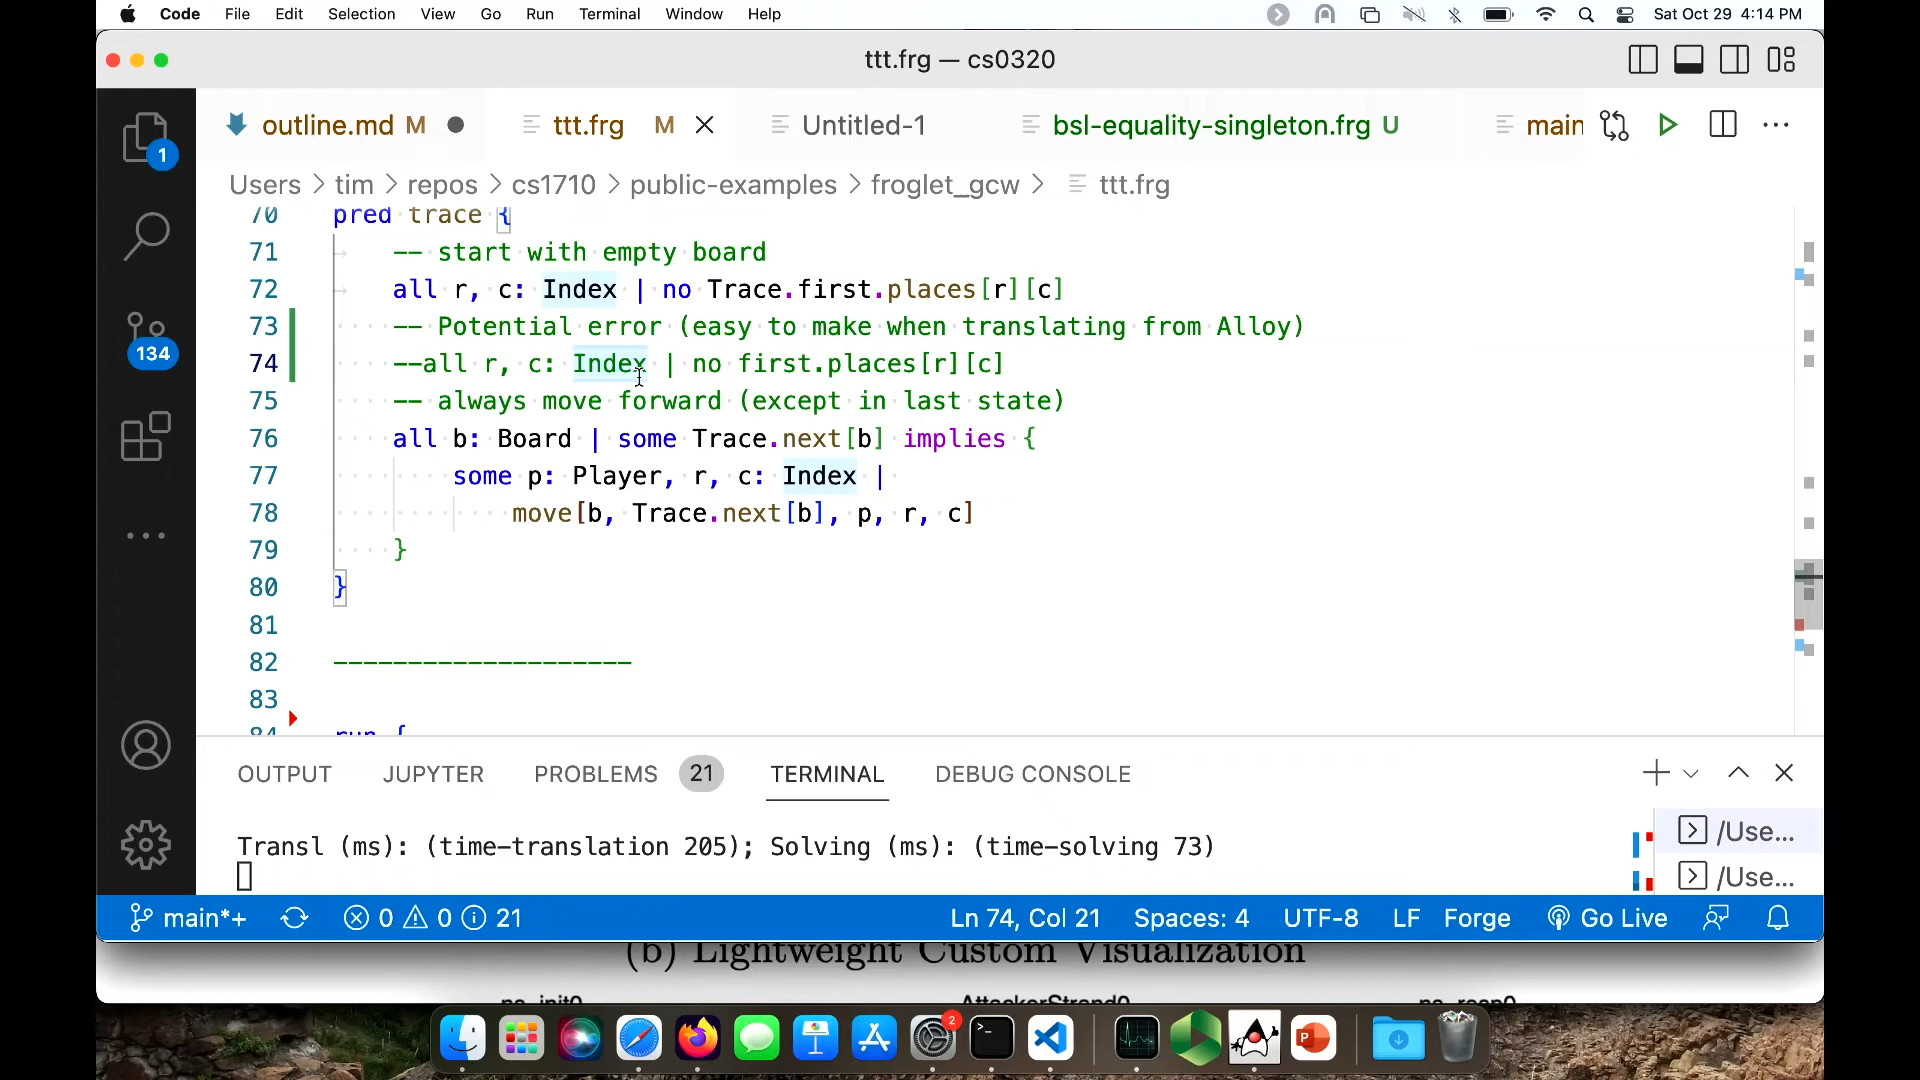 Code File Edit Selection View Go Run Terminal Window Help Sat Oct 29 4:14 PM
ttt.frg — cs0320
outline.md M ttt.frg M Untitled-1 bsl-equality-singleton.frg U main
1
Users > tim > repos > cs1710 > public-examples > froglet_gcw > ttt.frg
70 pred trace {
71 -- start with empty board
72 all r, c: Index | no Trace.first.places[r][c]
73 -- Potential error (easy to make when translating from Alloy)
74 --all r, c: Index | no first.places[r][c]
75 -- always move forward (except in last state)
76 all b: Board | some Trace.next[b] implies {
77 some p: Player, r, c: Index |
78 move[b, Trace.next[b], p, r, c]
79 }
80 }
81
82 --------------------
83
84 run {
134
OUTPUT JUPYTER PROBLEMS 21 TERMINAL DEBUG CONSOLE
Transl (ms): (time-translation 205); Solving (ms): (time-solving 73)
/Use...
/Use...
main*+ 0 0 21 Ln 74, Col 21 Spaces: 4 UTF-8 LF Forge Go Live
(b) Lightweight Custom Visualization
ns_init0 AttackerStrand0 ns_resp0
2